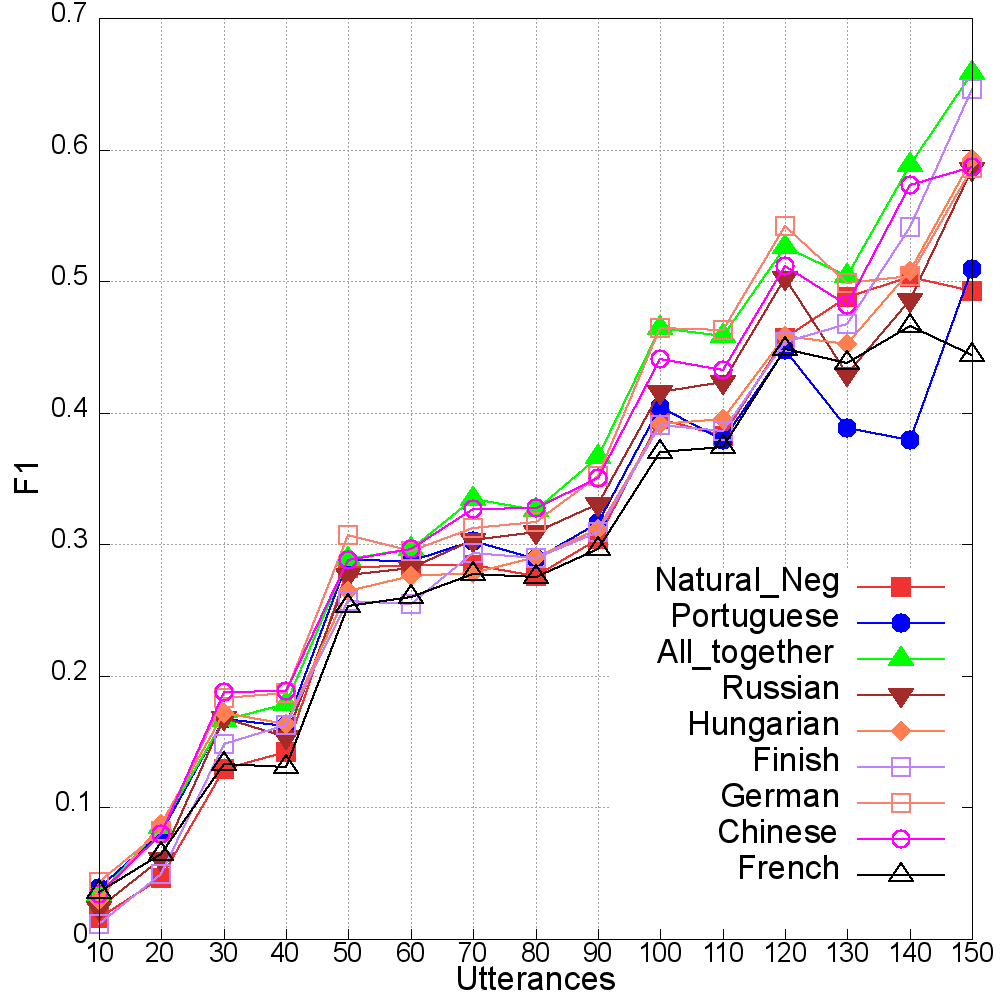 0.7
0.6
0.5
0.4
0.3
0.2
0.1
0
F1
Natural_Neg
Portuguese
All_together
Russian
Hungarian
Finish
German
Chinese
French
10 20 30 40 50 60 70 80 90 100 110 120 130 140 150
Utterances